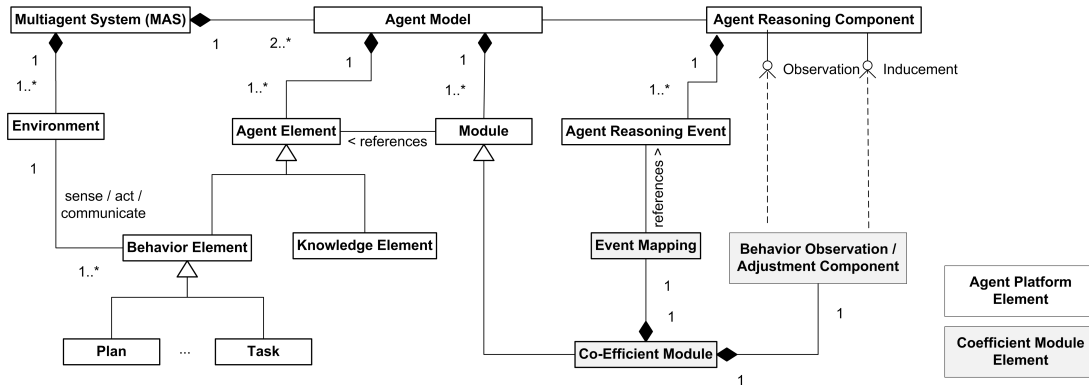 Multiagent System (MAS)
Agent Model
Agent Reasoning Component
1
2..*
1
1..*
1
1..*
1
1..*
1
1..*
Observation
Inducement
Environment
Agent Element
< references
Module
Agent Reasoning Event
1
sense / act /
communicate
1..*
references >
Behavior Element
Knowledge Element
Event Mapping
Behavior Observation /
Adjustment Component
1
1
1
Plan
...
Task
Co-Efficient Module
1
Agent Platform
Element
Coefficient Module
Element